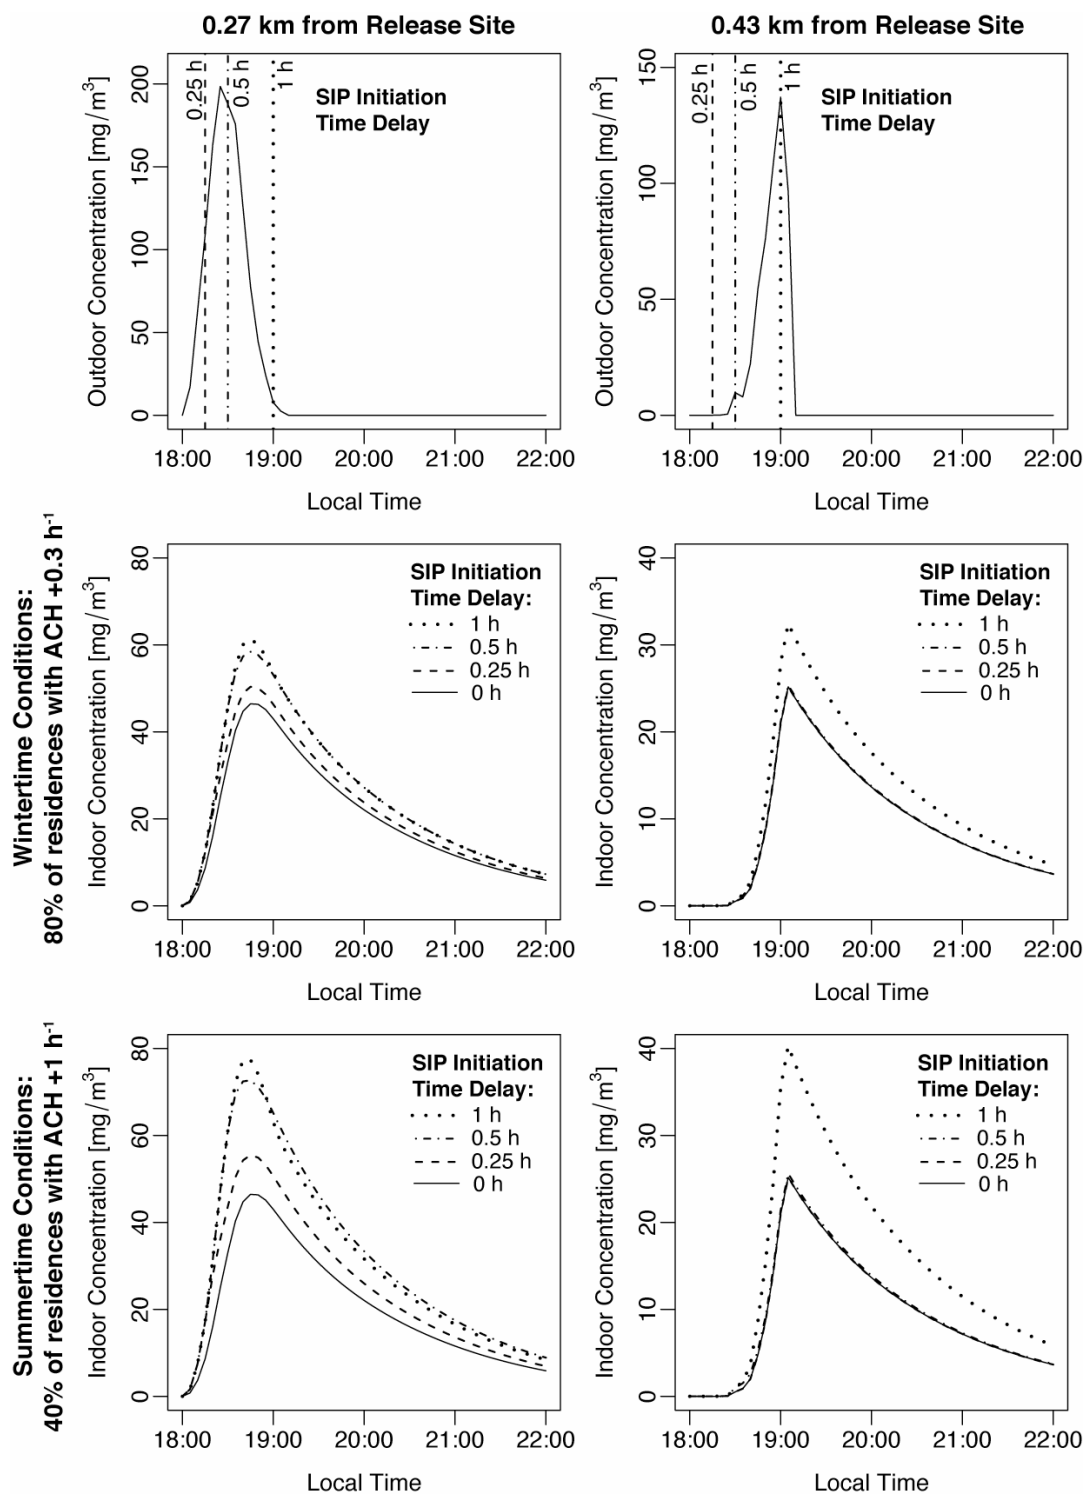 0.27 km from Release Site
0.43 km from Release Site
Outdoor Concentration [mg/m³]
0
50
100
150
200
0.25 h
0.5 h
1 h
SIP Initiation
Time Delay
18:00 19:00 20:00 21:00 22:00
Local Time
Outdoor Concentration [mg/m³]
0
50
100
150
0.25 h
0.5 h
1 h
SIP Initiation
Time Delay
18:00 19:00 20:00 21:00 22:00
Local Time
Wintertime Conditions:
80% of residences with ACH +0.3 h⁻¹
Indoor Concentration [mg/m³]
0
20
40
60
80
SIP Initiation
Time Delay:
1 h
0.5 h
0.25 h
0 h
18:00 19:00 20:00 21:00 22:00
Local Time
Indoor Concentration [mg/m³]
0
10
20
30
40
SIP Initiation
Time Delay:
1 h
0.5 h
0.25 h
0 h
18:00 19:00 20:00 21:00 22:00
Local Time
Summertime Conditions:
40% of residences with ACH +1 h⁻¹
Indoor Concentration [mg/m³]
0
20
40
60
80
SIP Initiation
Time Delay:
1 h
0.5 h
0.25 h
0 h
18:00 19:00 20:00 21:00 22:00
Local Time
Indoor Concentration [mg/m³]
0
10
20
30
40
SIP Initiation
Time Delay:
1 h
0.5 h
0.25 h
0 h
18:00 19:00 20:00 21:00 22:00
Local Time